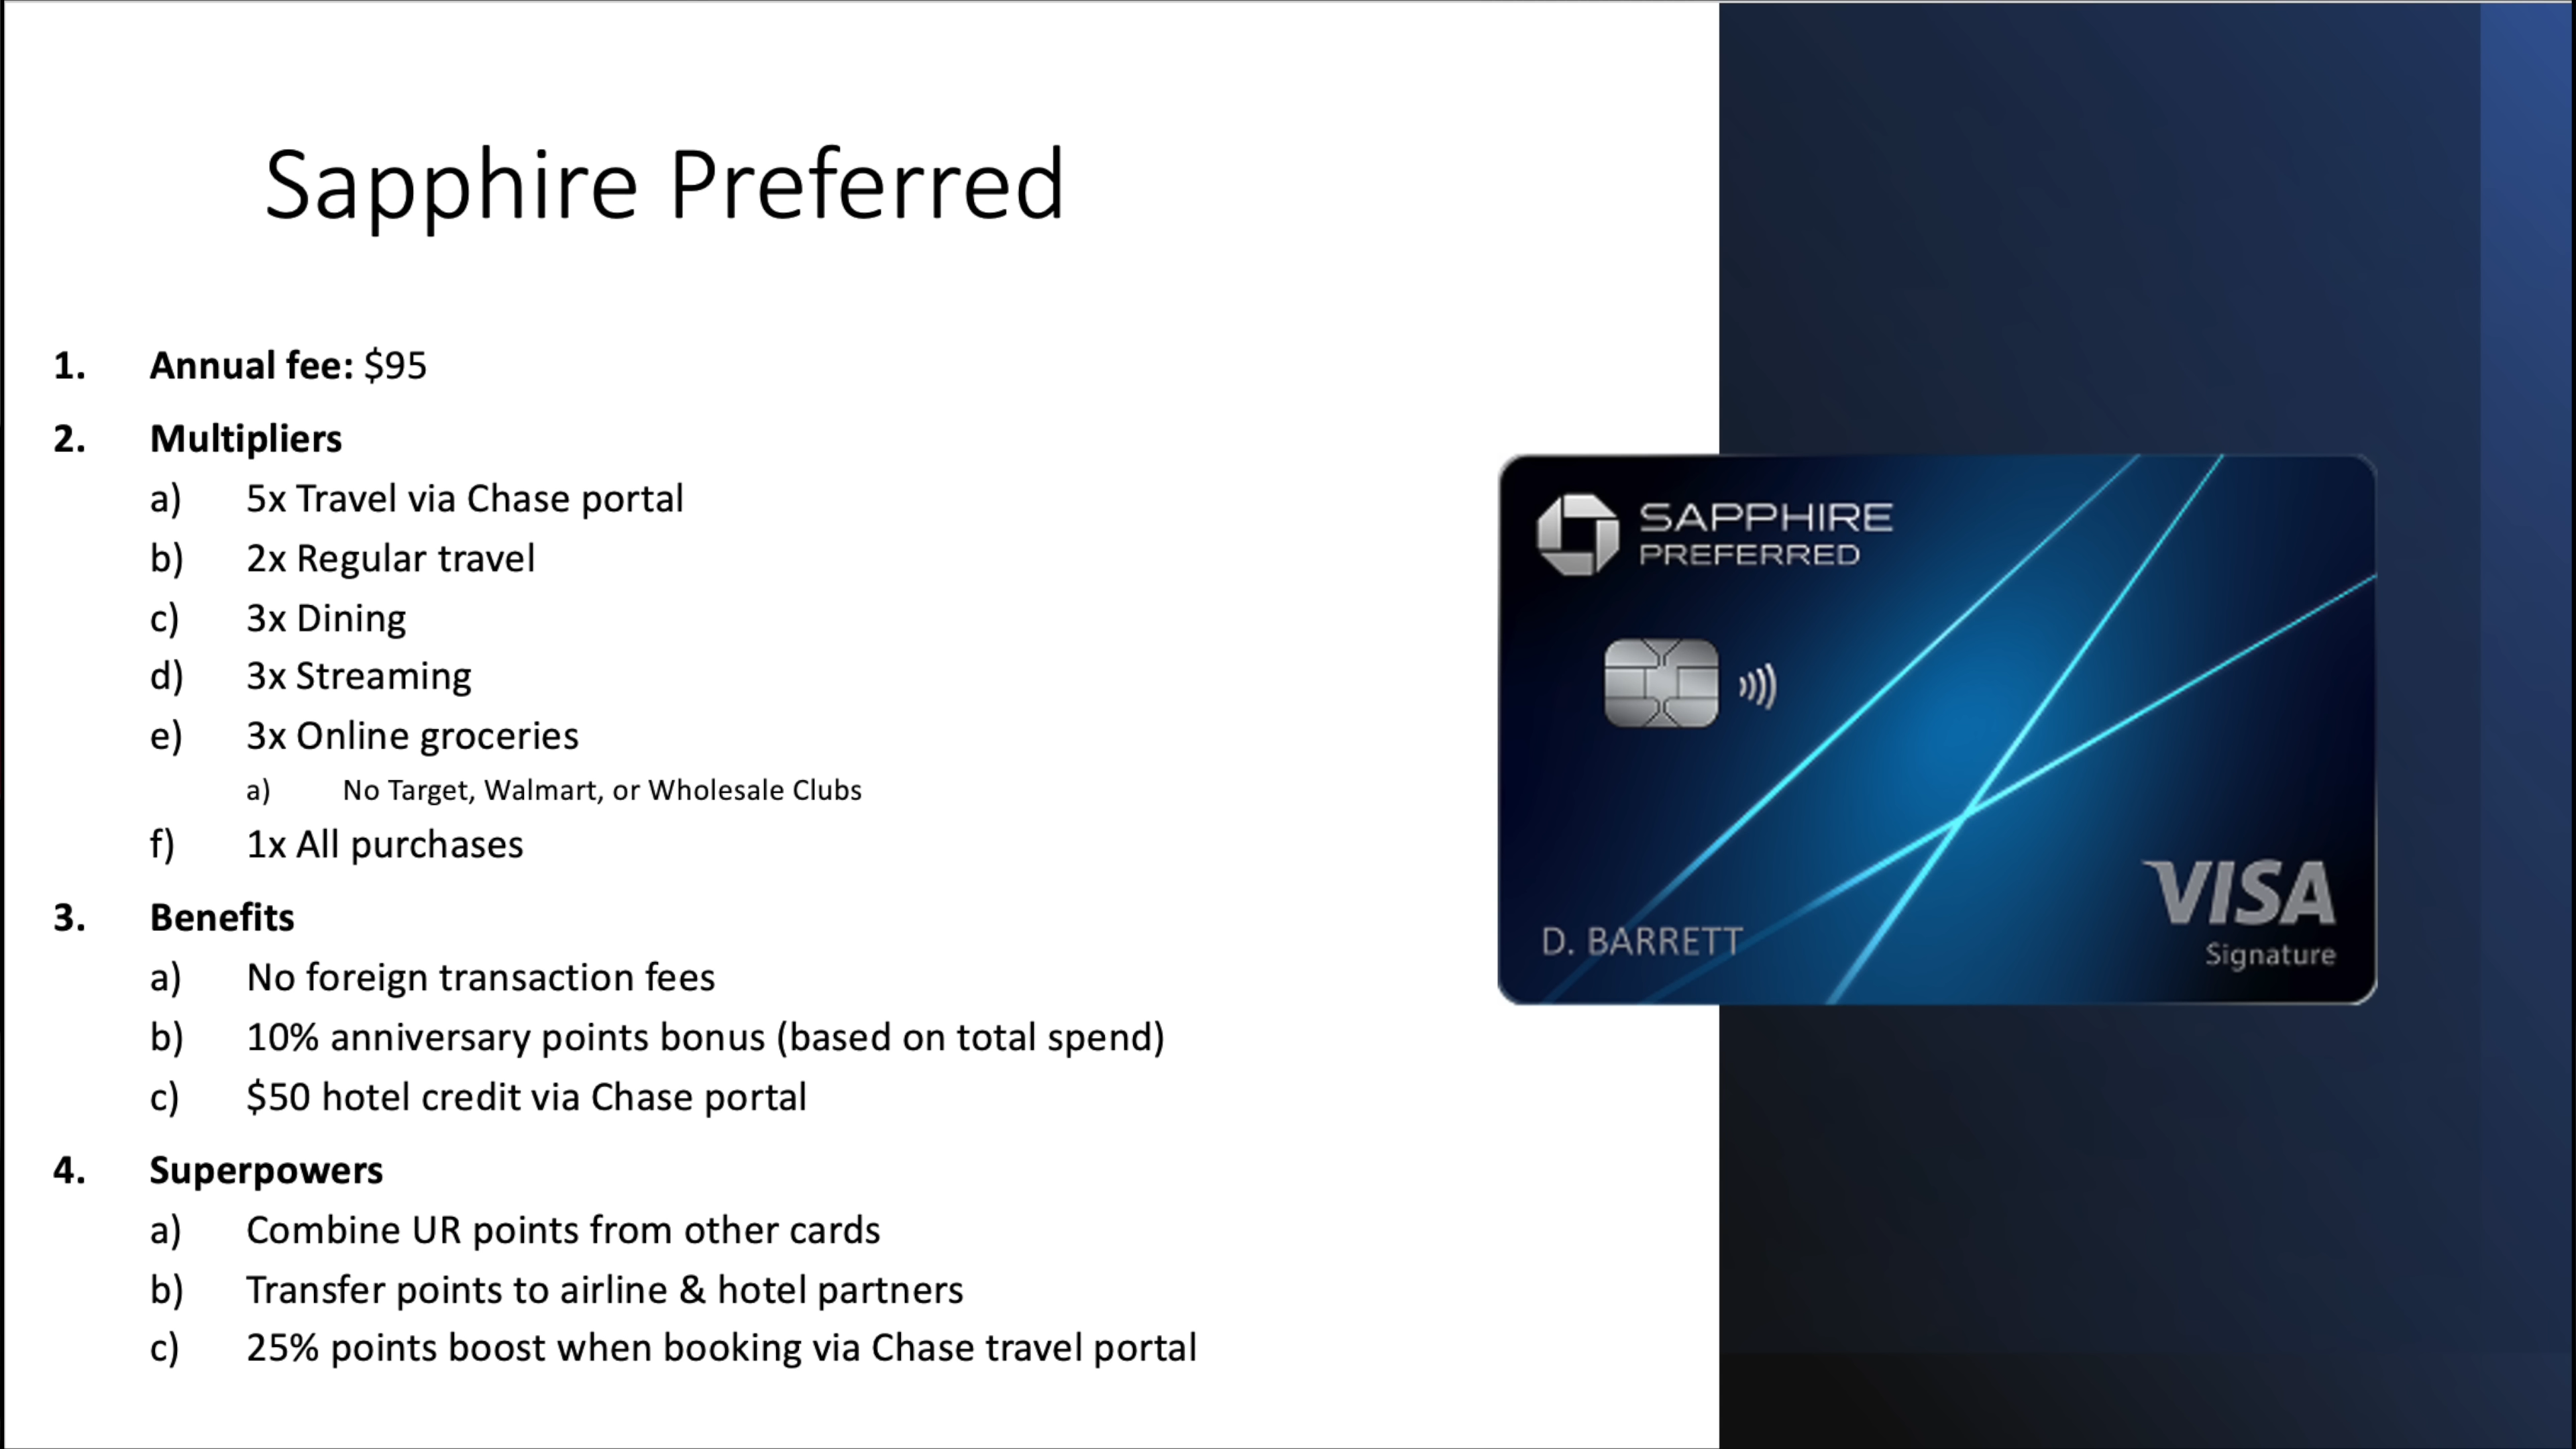 Sapphire Preferred
1. Annual fee: $95
2. Multipliers
a) 5x Travel via Chase portal
b) 2x Regular travel
c) 3x Dining
d) 3x Streaming
e) 3x Online groceries
a) No Target, Walmart, or Wholesale Clubs
f) 1x All purchases
3. Benefits
a) No foreign transaction fees
b) 10% anniversary points bonus (based on total spend)
c) $50 hotel credit via Chase portal
4. Superpowers
a) Combine UR points from other cards
b) Transfer points to airline & hotel partners
c) 25% points boost when booking via Chase travel portal
SAPPHIRE
PREFERRED
D. BARRETT
VISA
Signature